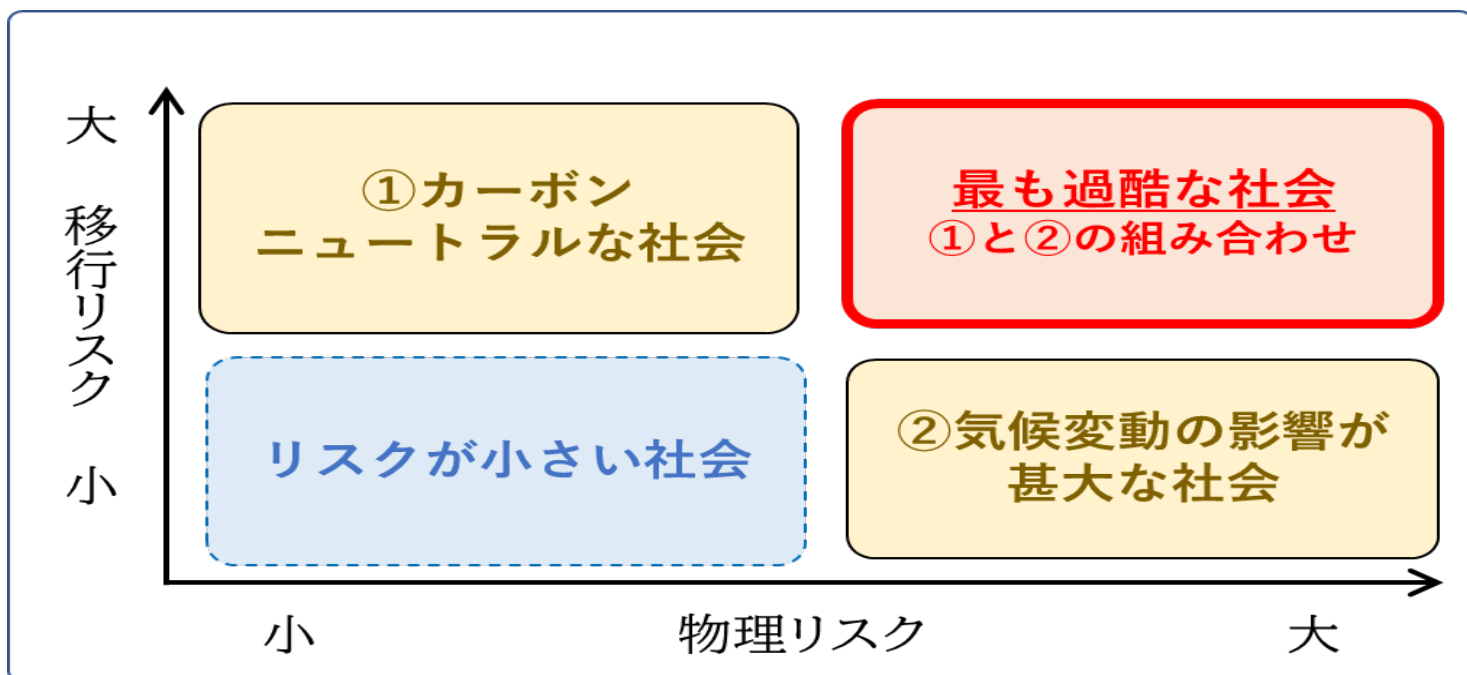 大 移行リスク 小
①カーボン
ニュートラルな社会
最も過酷な社会
①と②の組み合わせ
リスクが小さい社会
②気候変動の影響が
甚大な社会
小 物理リスク 大